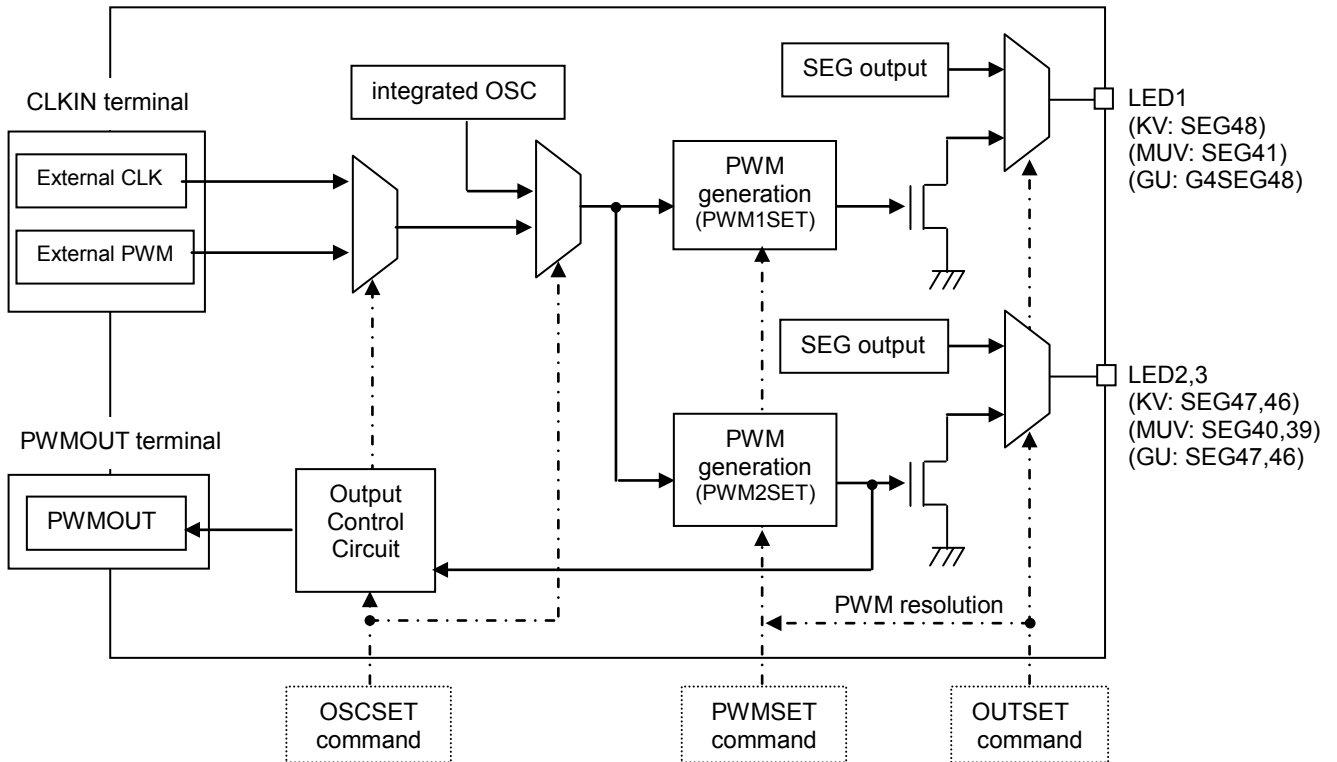 SEG output
integrated OSC
CLKIN terminal
LED1
(KV: SEG48)
(MUV: SEG41)
(GU: G4SEG48)
External CLK
External PWM
PWM
generation
(PWM1SET)
SEG output
LED2,3
(KV: SEG47,46)
(MUV: SEG40,39)
(GU: SEG47,46)
PWMOUT terminal
PWMOUT
Output
Control
Circuit
PWM
generation
(PWM2SET)
PWM resolution
OSCSET
command
PWMSET
command
OUTSET
command